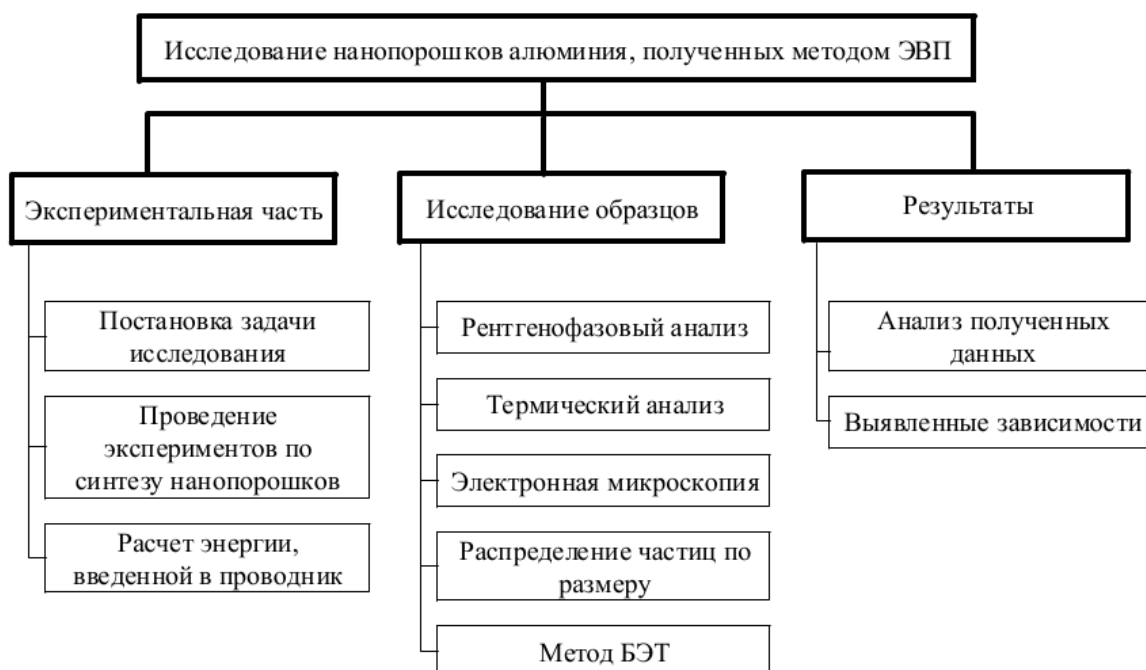 Исследование нанопорошков алюминия, полученных методом ЭВП
Экспериментальная часть
Постановка задачи
исследования
Проведение
экспериментов по
синтезу нанопорошков
Расчет энергии,
введенной в проводник
Исследование образцов
Рентгенофазовый анализ
Термический анализ
Электронная микроскопия
Распределение частиц по
размеру
Метод БЭТ
Результаты
Анализ полученных
данных
Выявленные зависимости